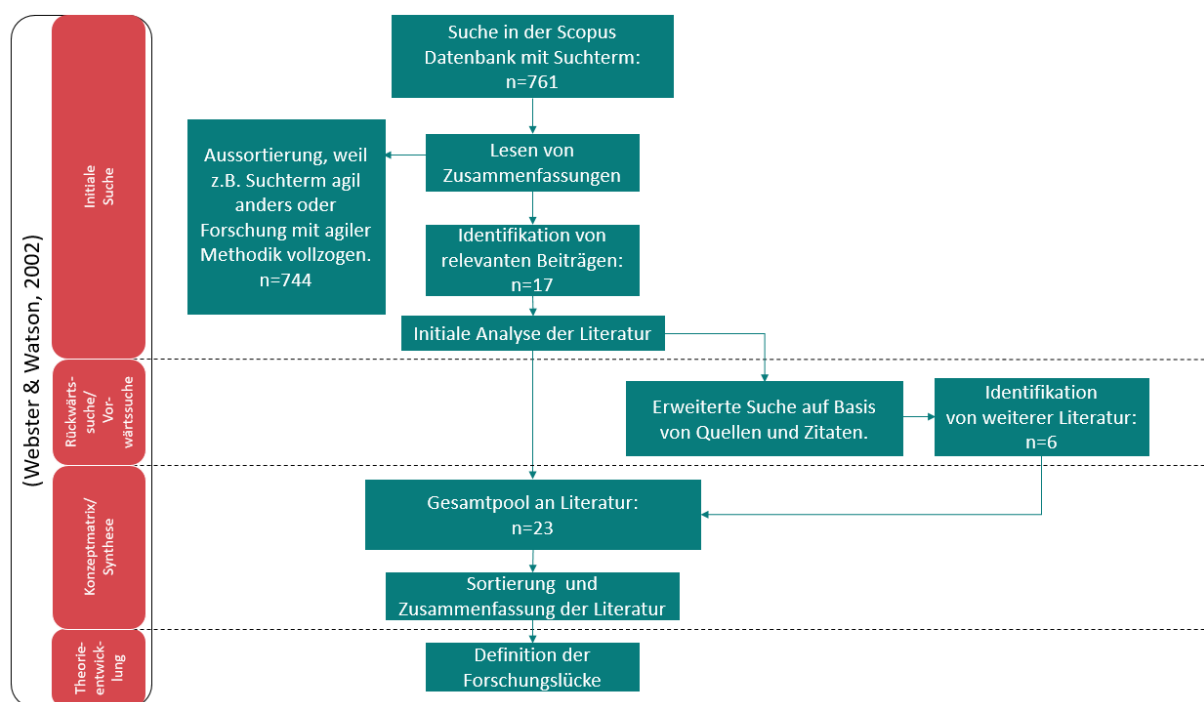 (Webster & Watson, 2002)
Initiale
Suche
Suche in der Scopus
Datenbank mit Suchterm:
n=761
Lesen von
Zusammenfassungen
Aussortierung, weil
z.B. Suchterm agil
anders oder
Forschung mit agiler
Methodik vollzogen.
n=744
Identifikation von
relevanten Beiträgen:
n=17
Initiale Analyse der Literatur
Rückwärts-
suche/
Vor-
wärtssuche
Erweiterte Suche auf Basis
von Quellen und Zitaten.
Identifikation
von weiterer Literatur:
n=6
Konzeptmatrix/
Synthese
Gesamtpool an Literatur:
n=23
Sortierung und
Zusammenfassung der Literatur
Theorie-
entwick-
lung
Definition der
Forschungslücke